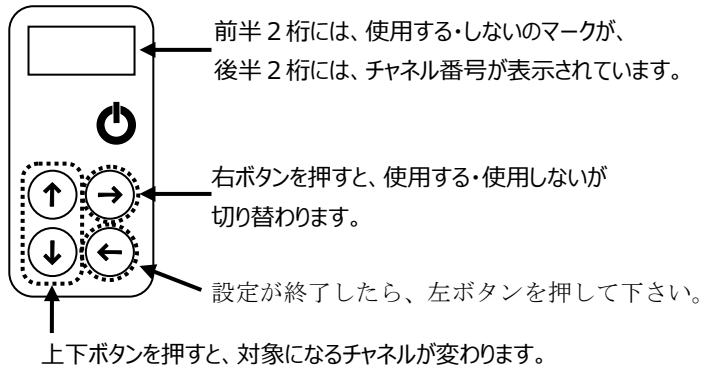 前半２桁には、使用する・しないのマークが、
後半２桁には、チャネル番号が表示されています。
右ボタンを押すと、使用する・使用しないが
切り替わります。
設定が終了したら、左ボタンを押して下さい。
上下ボタンを押すと、対象になるチャネルが変わります。